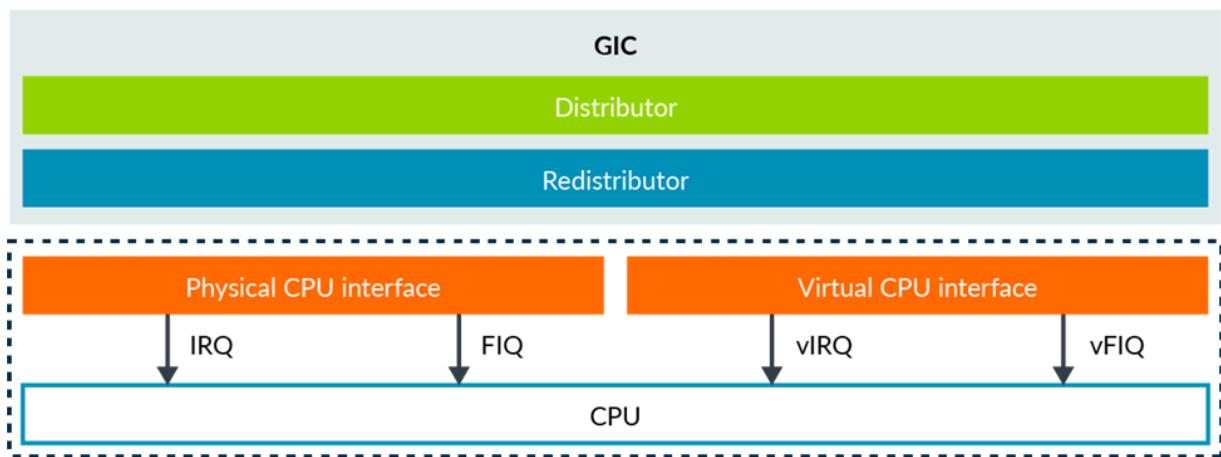 GIC
Distributor
Redistributor
Physical CPU interface
Virtual CPU interface
IRQ
FIQ
vIRQ
vFIQ
CPU